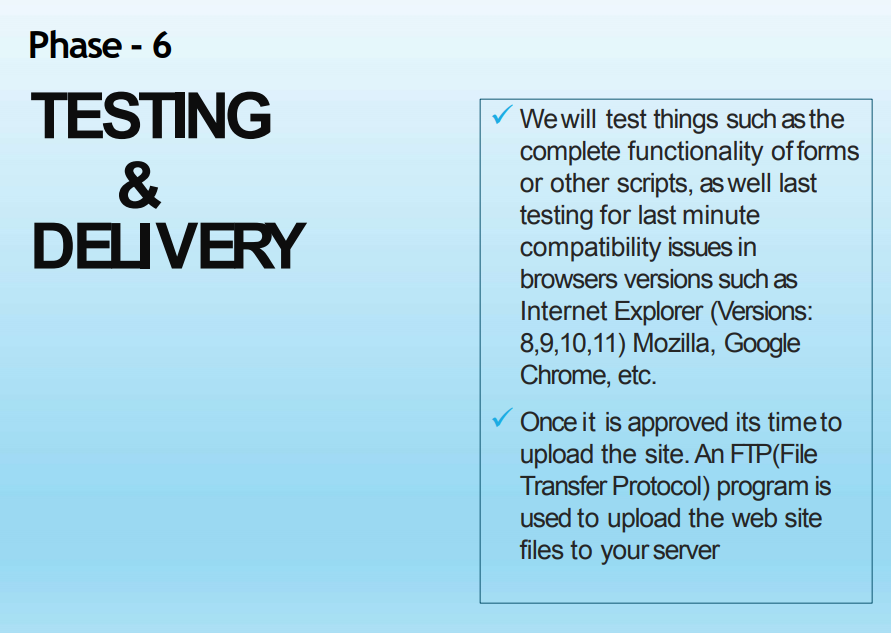 Phase - 6
TESTING
&
DELIVERY
✓ We will test things such as the
complete functionality of forms
or other scripts, as well last
testing for last minute
compatibility issues in
browsers versions such as
Internet Explorer (Versions:
8,9,10,11) Mozilla, Google
Chrome, etc.
✓ Once it is approved its time to
upload the site. An FTP(File
Transfer Protocol) program is
used to upload the web site
files to your server